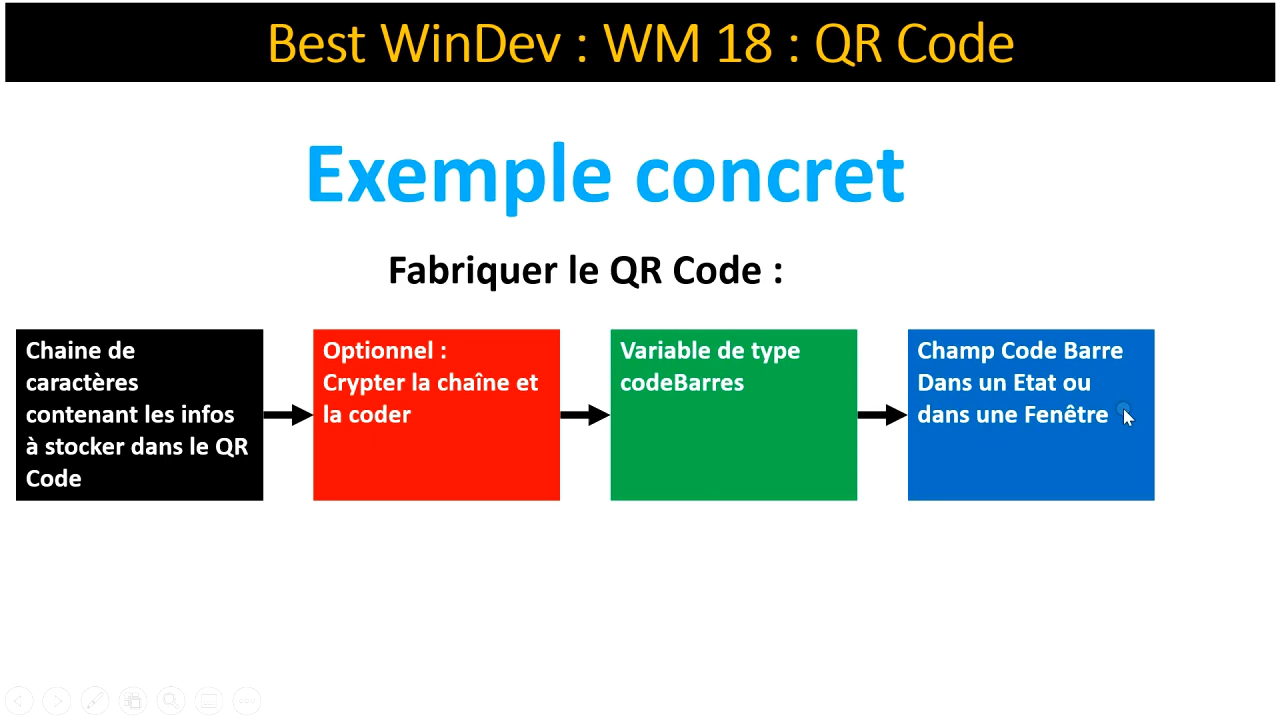 Best WinDev : WM 18 : QR Code
Exemple concret
Fabriquer le QR Code :
Chaine de
caractères
contenant les infos
à stocker dans le QR
Code
Optionnel :
Crypter la chaîne et
la coder
Variable de type
codeBarres
Champ Code Barre
Dans un Etat ou
dans une Fenêtre